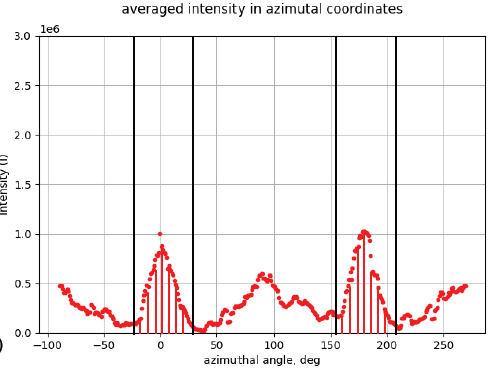 averaged intensity in azimutal coordinates
1e6
3.0
2.5
2.0
1.5
1.0
0.5
0.0
intensity (I)
−100 −50 0 50 100 150 200 250
azimuthal angle, deg
)